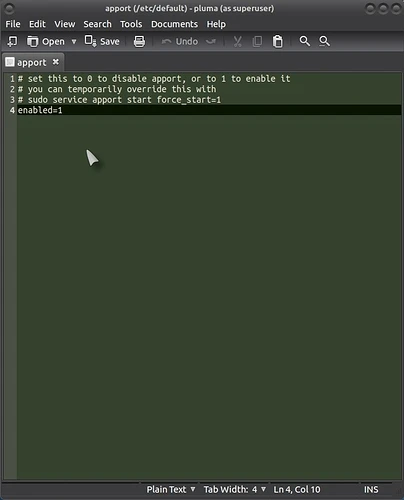 apport (/etc/default) - pluma (as superuser)
File Edit View Search Tools Documents Help
Open Save Undo
apport
1 # set this to 0 to disable apport, or to 1 to enable it
2 # you can temporarily override this with
3 # sudo service apport start force_start=1
4 enabled=1
Plain Text Tab Width: 4 Ln 4, Col 10 INS